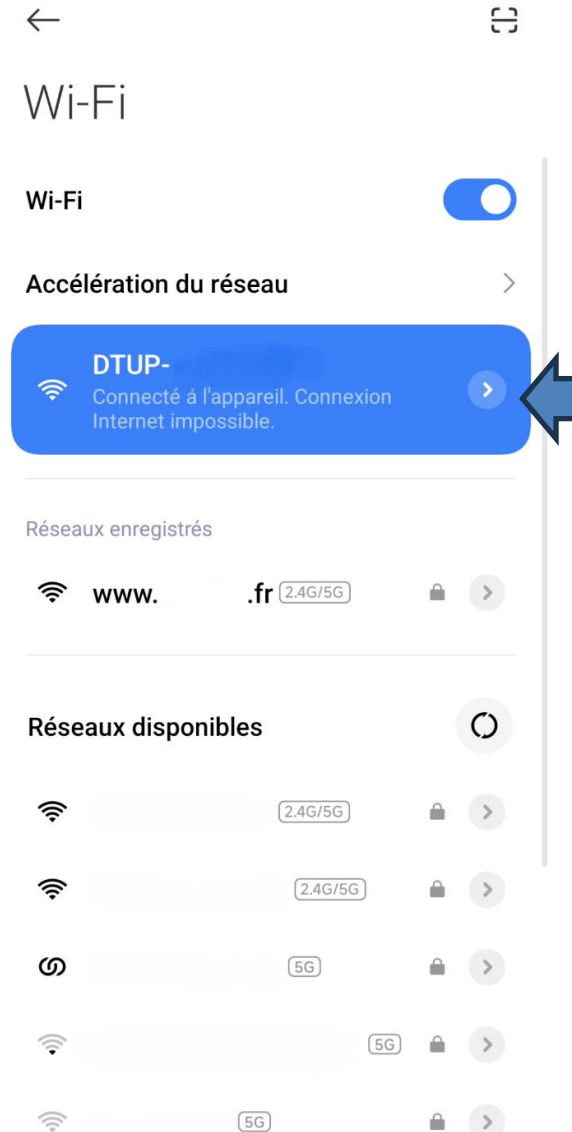 Wi-Fi
Wi-Fi
Accélération du réseau
DTUP-
Connecté á l'appareil. Connexion
Internet impossible.
Réseaux enregistrés
www. .fr 2.4G/5G
Réseaux disponibles
2.4G/5G
2.4G/5G
5G
5G
5G